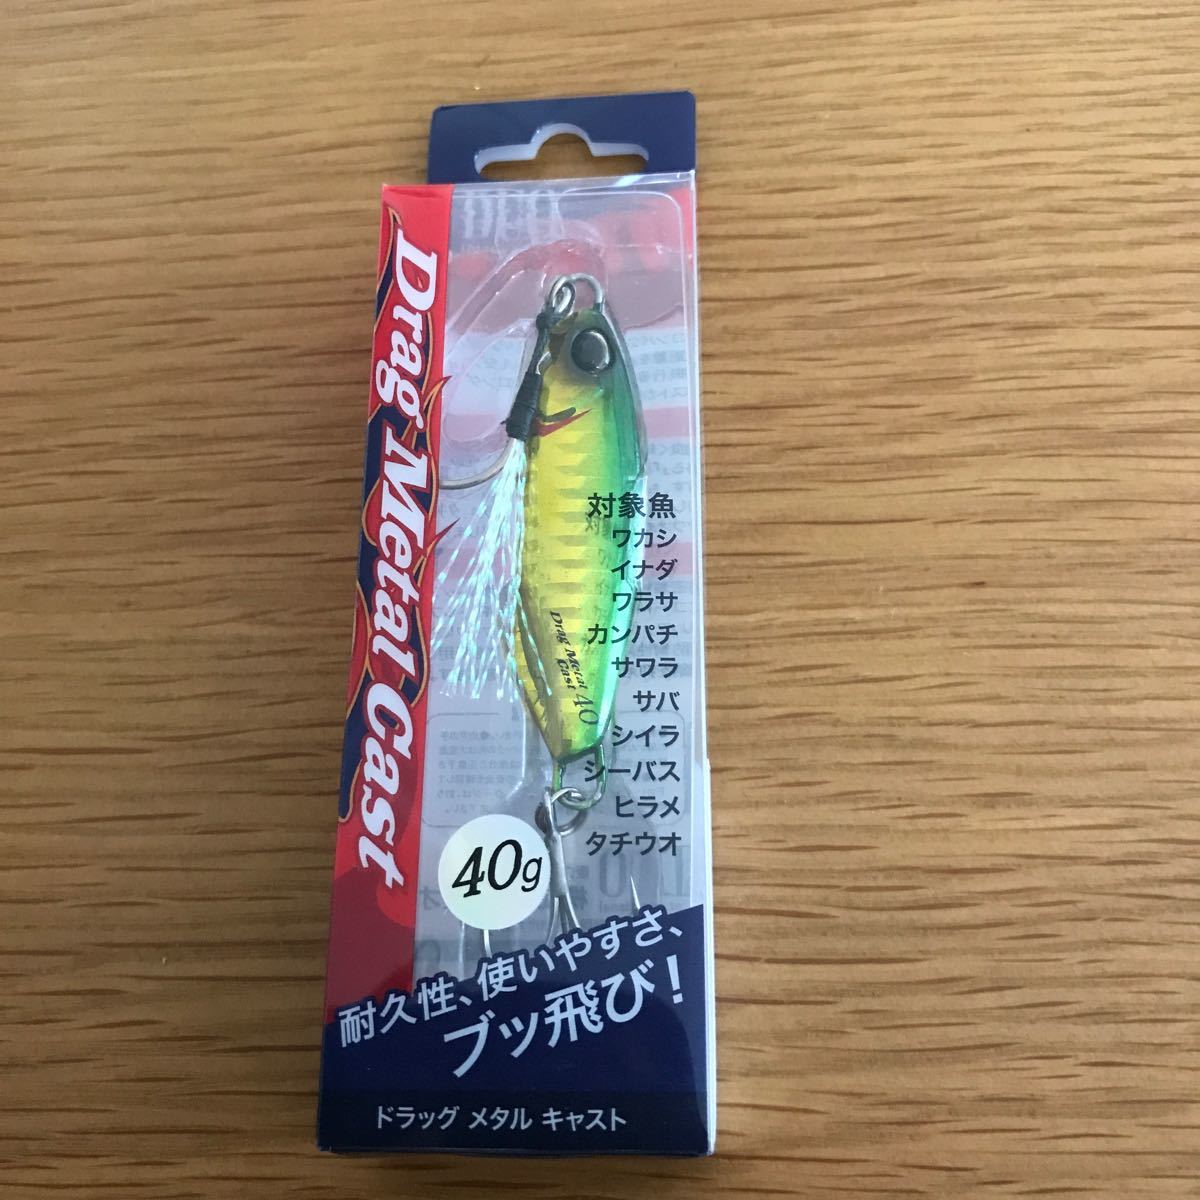 Drag Metal Cast
対象魚
ワカシ
イナダ
ワラサ
カンパチ
サワラ
サバ
シイラ
シーバス
ヒラメ
タチウオ
Drag Metal
Cast 40
40g
耐久性、使いやすさ、
ブッ飛び!
ドラッグ メタル キャスト